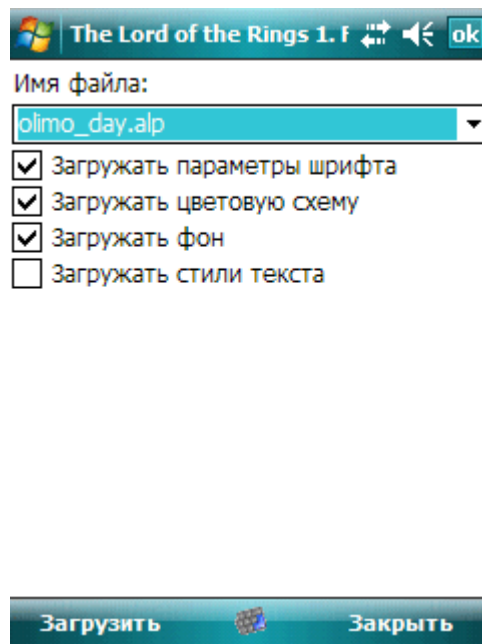 The Lord of the Rings 1. F ok
Имя файла:
olimo_day.alp
Загружать параметры шрифта
Загружать цветовую схему
Загружать фон
Загружать стили текста
Загрузить Закрыть